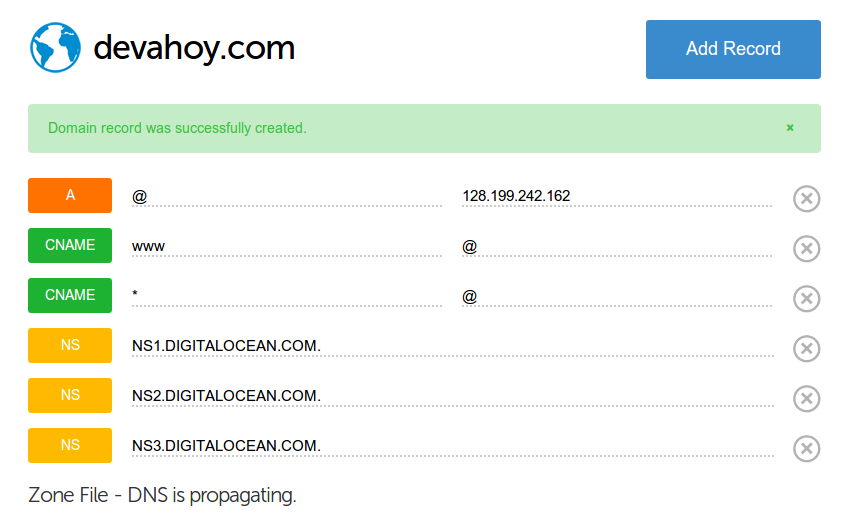 devahoy.com
Add Record
Domain record was successfully created. ×
A @ 128.199.242.162
CNAME www @
CNAME * @
NS NS1.DIGITALOCEAN.COM.
NS NS2.DIGITALOCEAN.COM.
NS NS3.DIGITALOCEAN.COM.
Zone File - DNS is propagating.